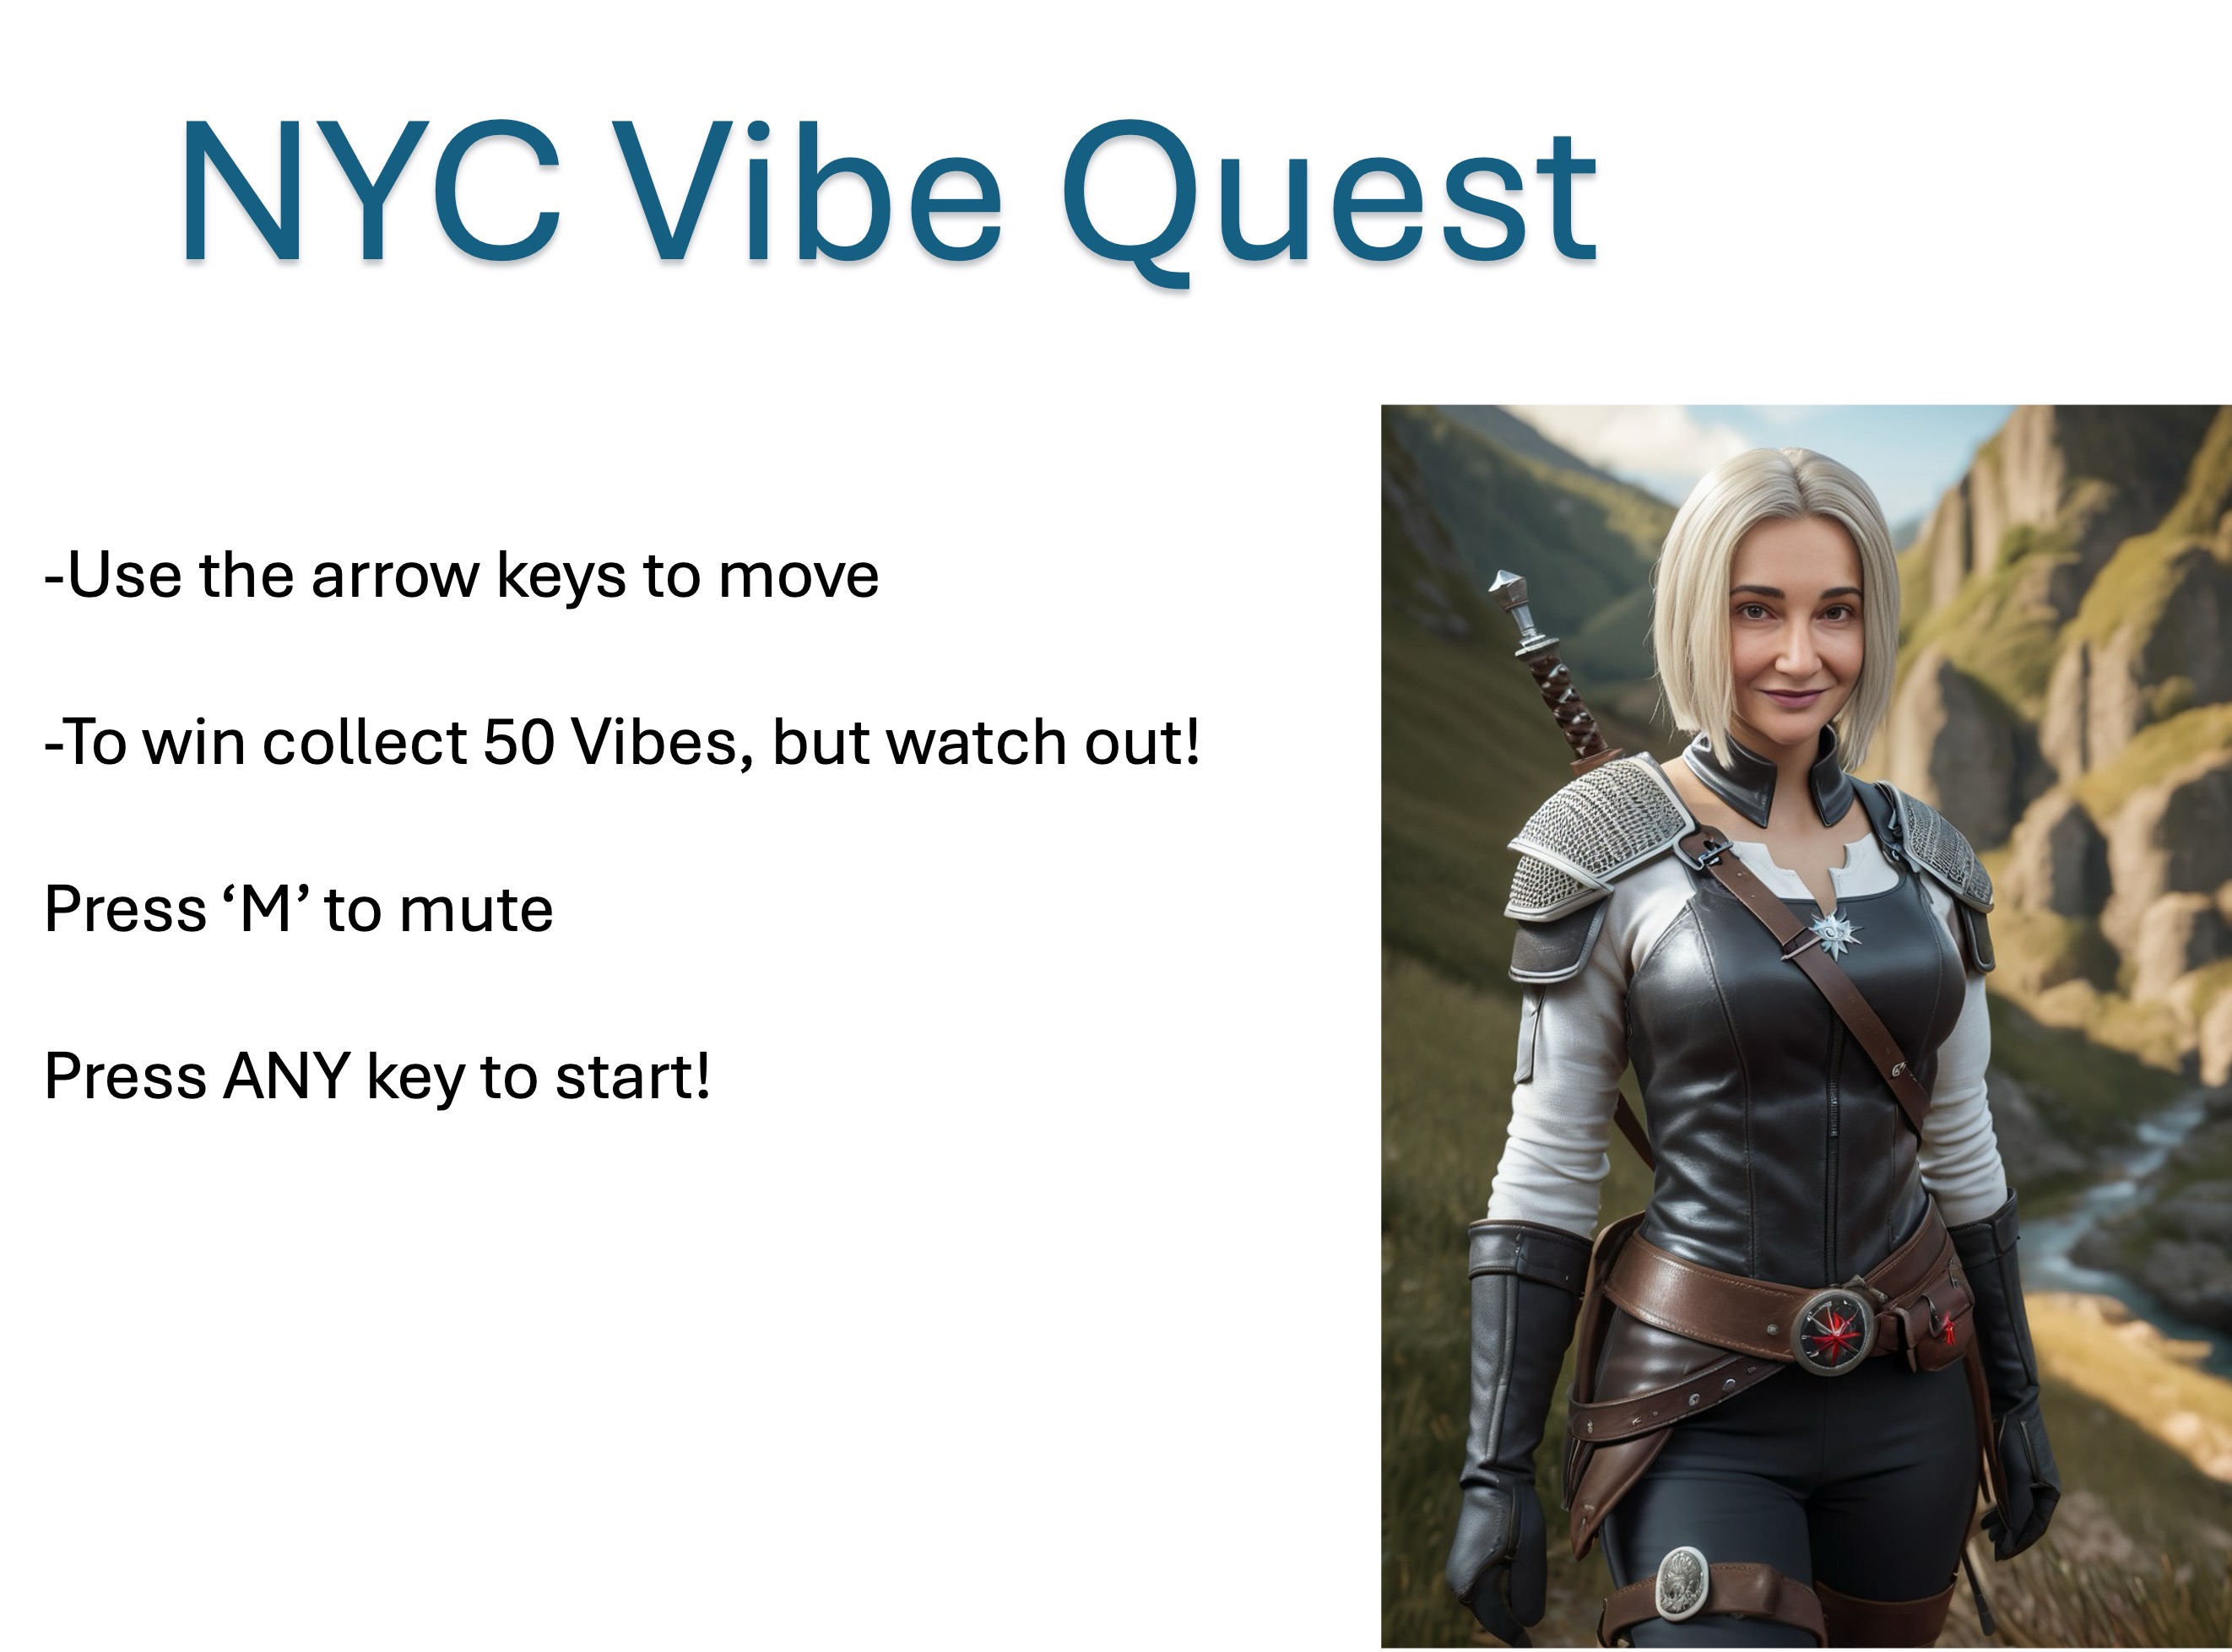 NYC Vibe Quest
-Use the arrow keys to move
-To win collect 50 Vibes, but watch out!
Press ‘M’ to mute
Press ANY key to start!